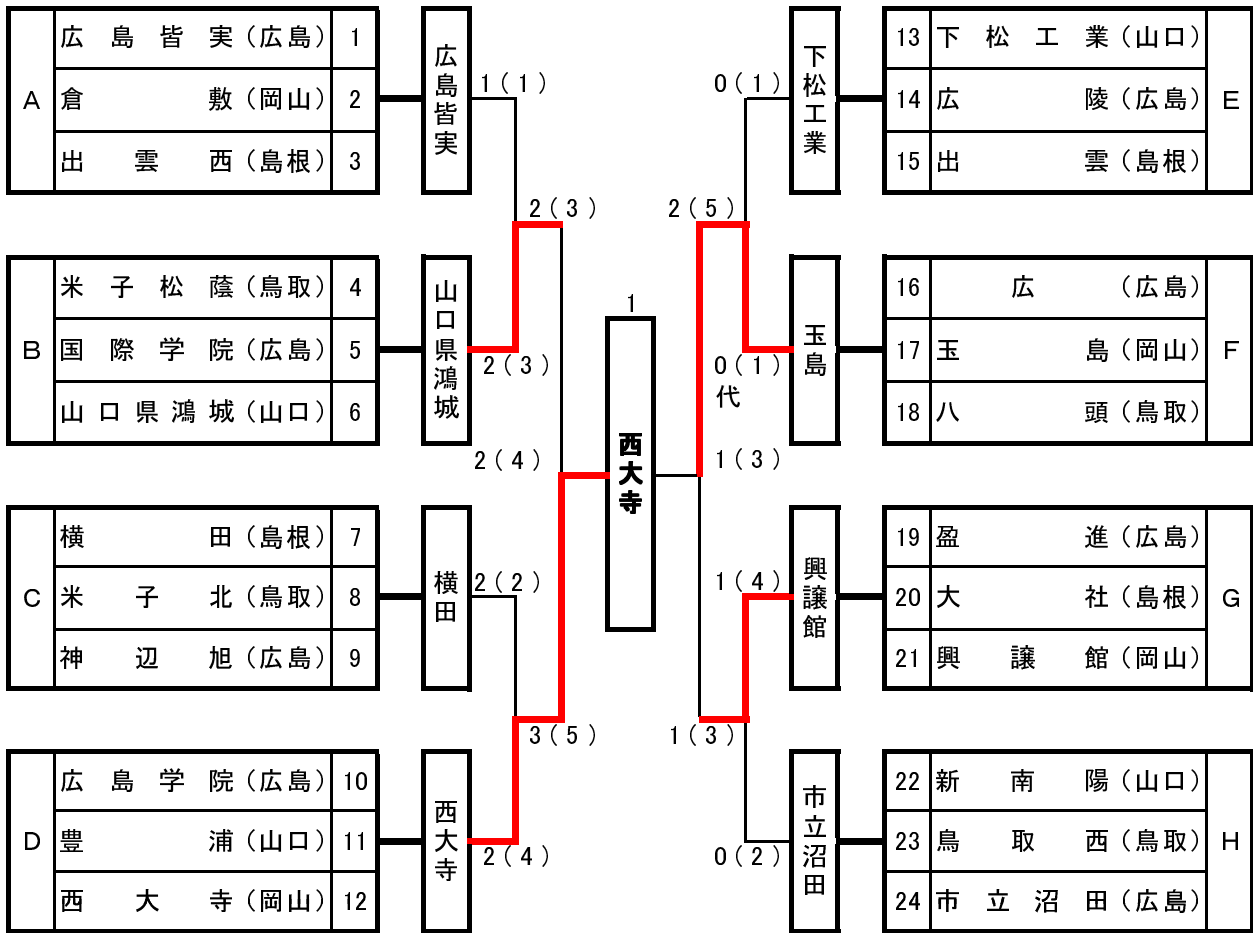 A
広島皆実（広島） 1
倉敷（岡山） 2
出雲西（島根） 3
広島皆実
1（1）
B
米子松蔭（鳥取） 4
国際学院（広島） 5
山口県鴻城（山口） 6
山口県鴻城
2（3）
2（3）
C
横田（島根） 7
米子北（鳥取） 8
神辺旭（広島） 9
横田
2（2）
D
広島学院（広島） 10
豊浦（山口） 11
西大寺（岡山） 12
西大寺
2（4）
3（5）
2（4）
1
西大寺
1（3）
2（5）
0（1）
下松工業
13 下松工業（山口）
14 広陵（広島）
15 出雲（島根）
E
0（1）
代
玉島
16 広（広島）
17 玉島（岡山）
18 八頭（鳥取）
F
1（4）
興譲館
19 盈進（広島）
20 大社（島根）
21 興譲館（岡山）
G
1（3）
0（2）
市立沼田
22 新南陽（山口）
23 鳥取西（鳥取）
24 市立沼田（広島）
H